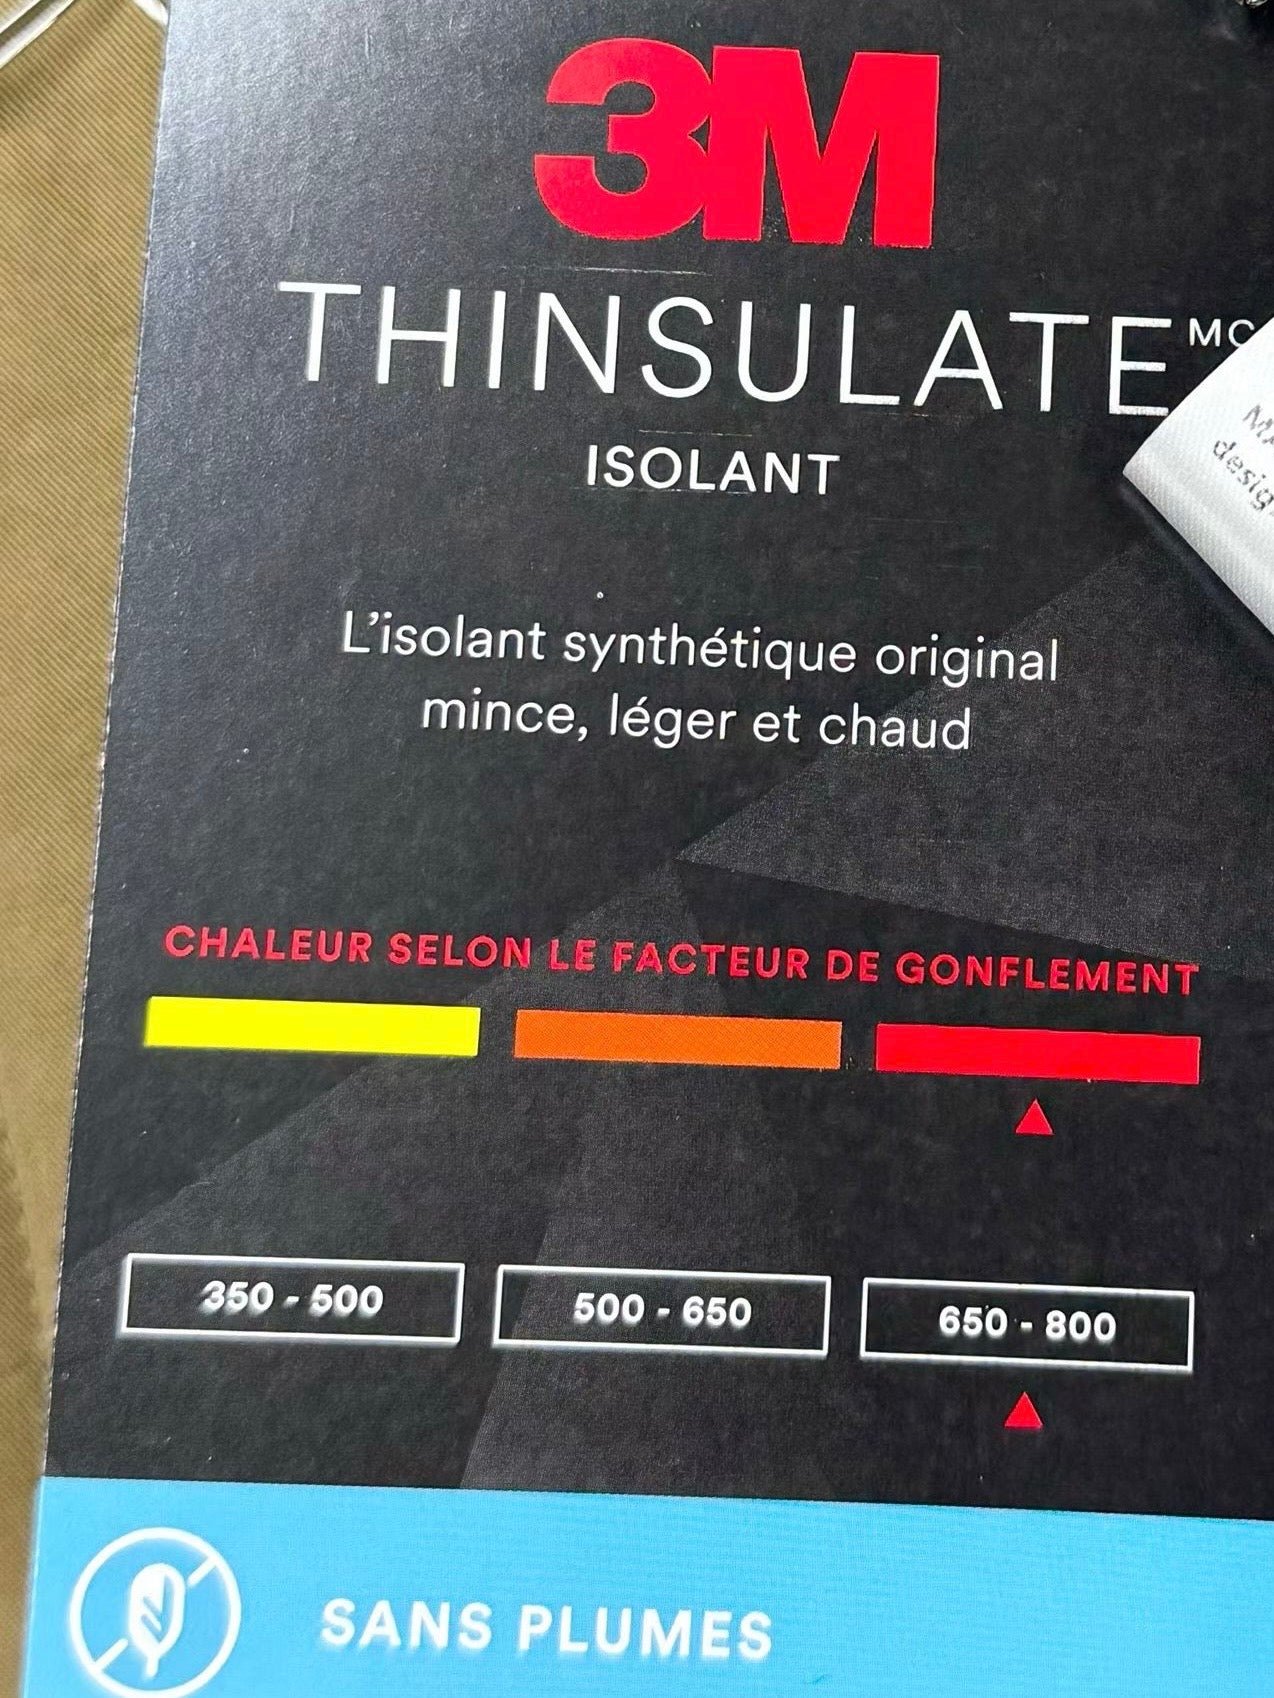 3M
THINSULATE
ISOLANT
L'isolant synthétique original
mince, léger et chaud
CHALEUR SELON LE FACTEUR DE GONFLEMENT
350 - 500 500 - 650 650 - 800
SANS PLUMES